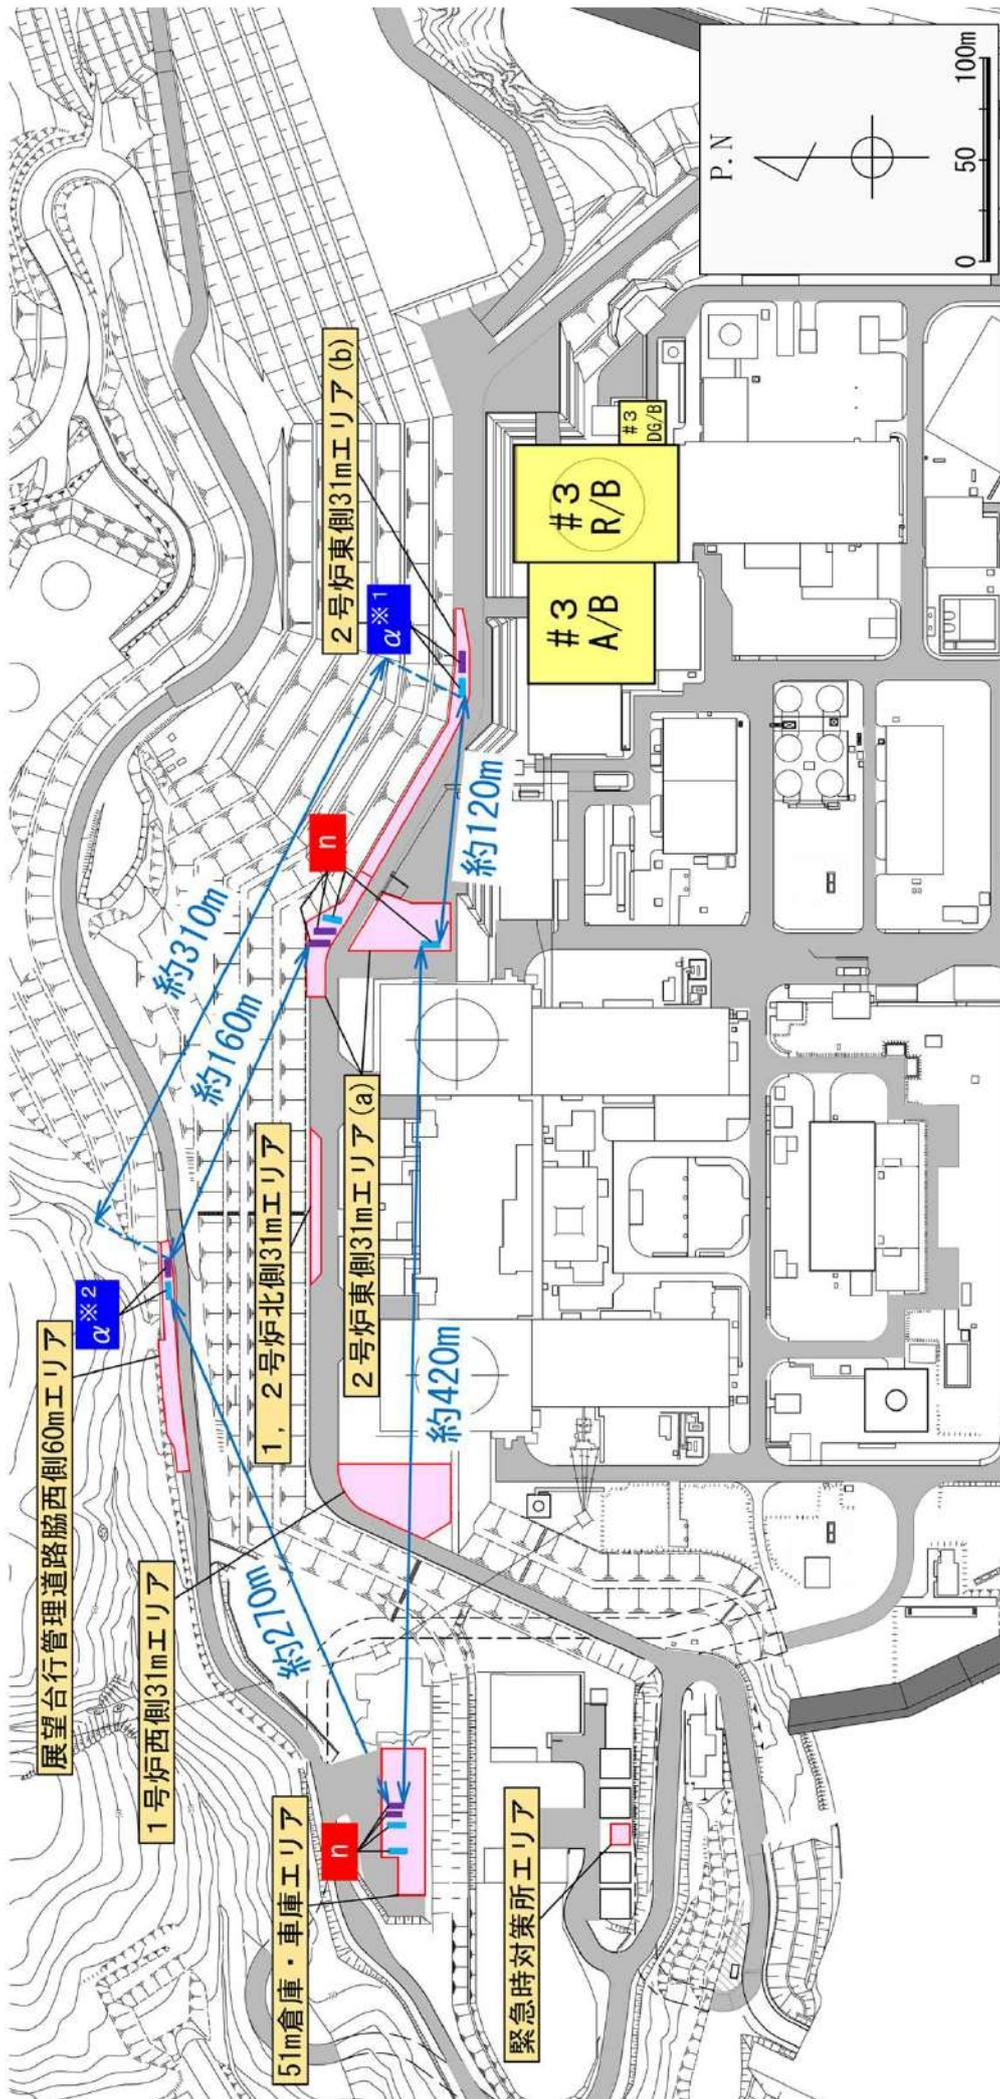 展望台行管理道路脇西側60mエリア
α※2
1号炉西側31mエリア
1，2号炉北側31mエリア
51m倉庫・車庫エリア
n
2号炉東側31mエリア(a)
緊急時対策所エリア
約270m
約420m
約160m
約310m
n
約120m
2号炉東側31mエリア(b)
α※1
#3
A/B
#3
R/B
#3
DG/B
P.N
0 50 100m